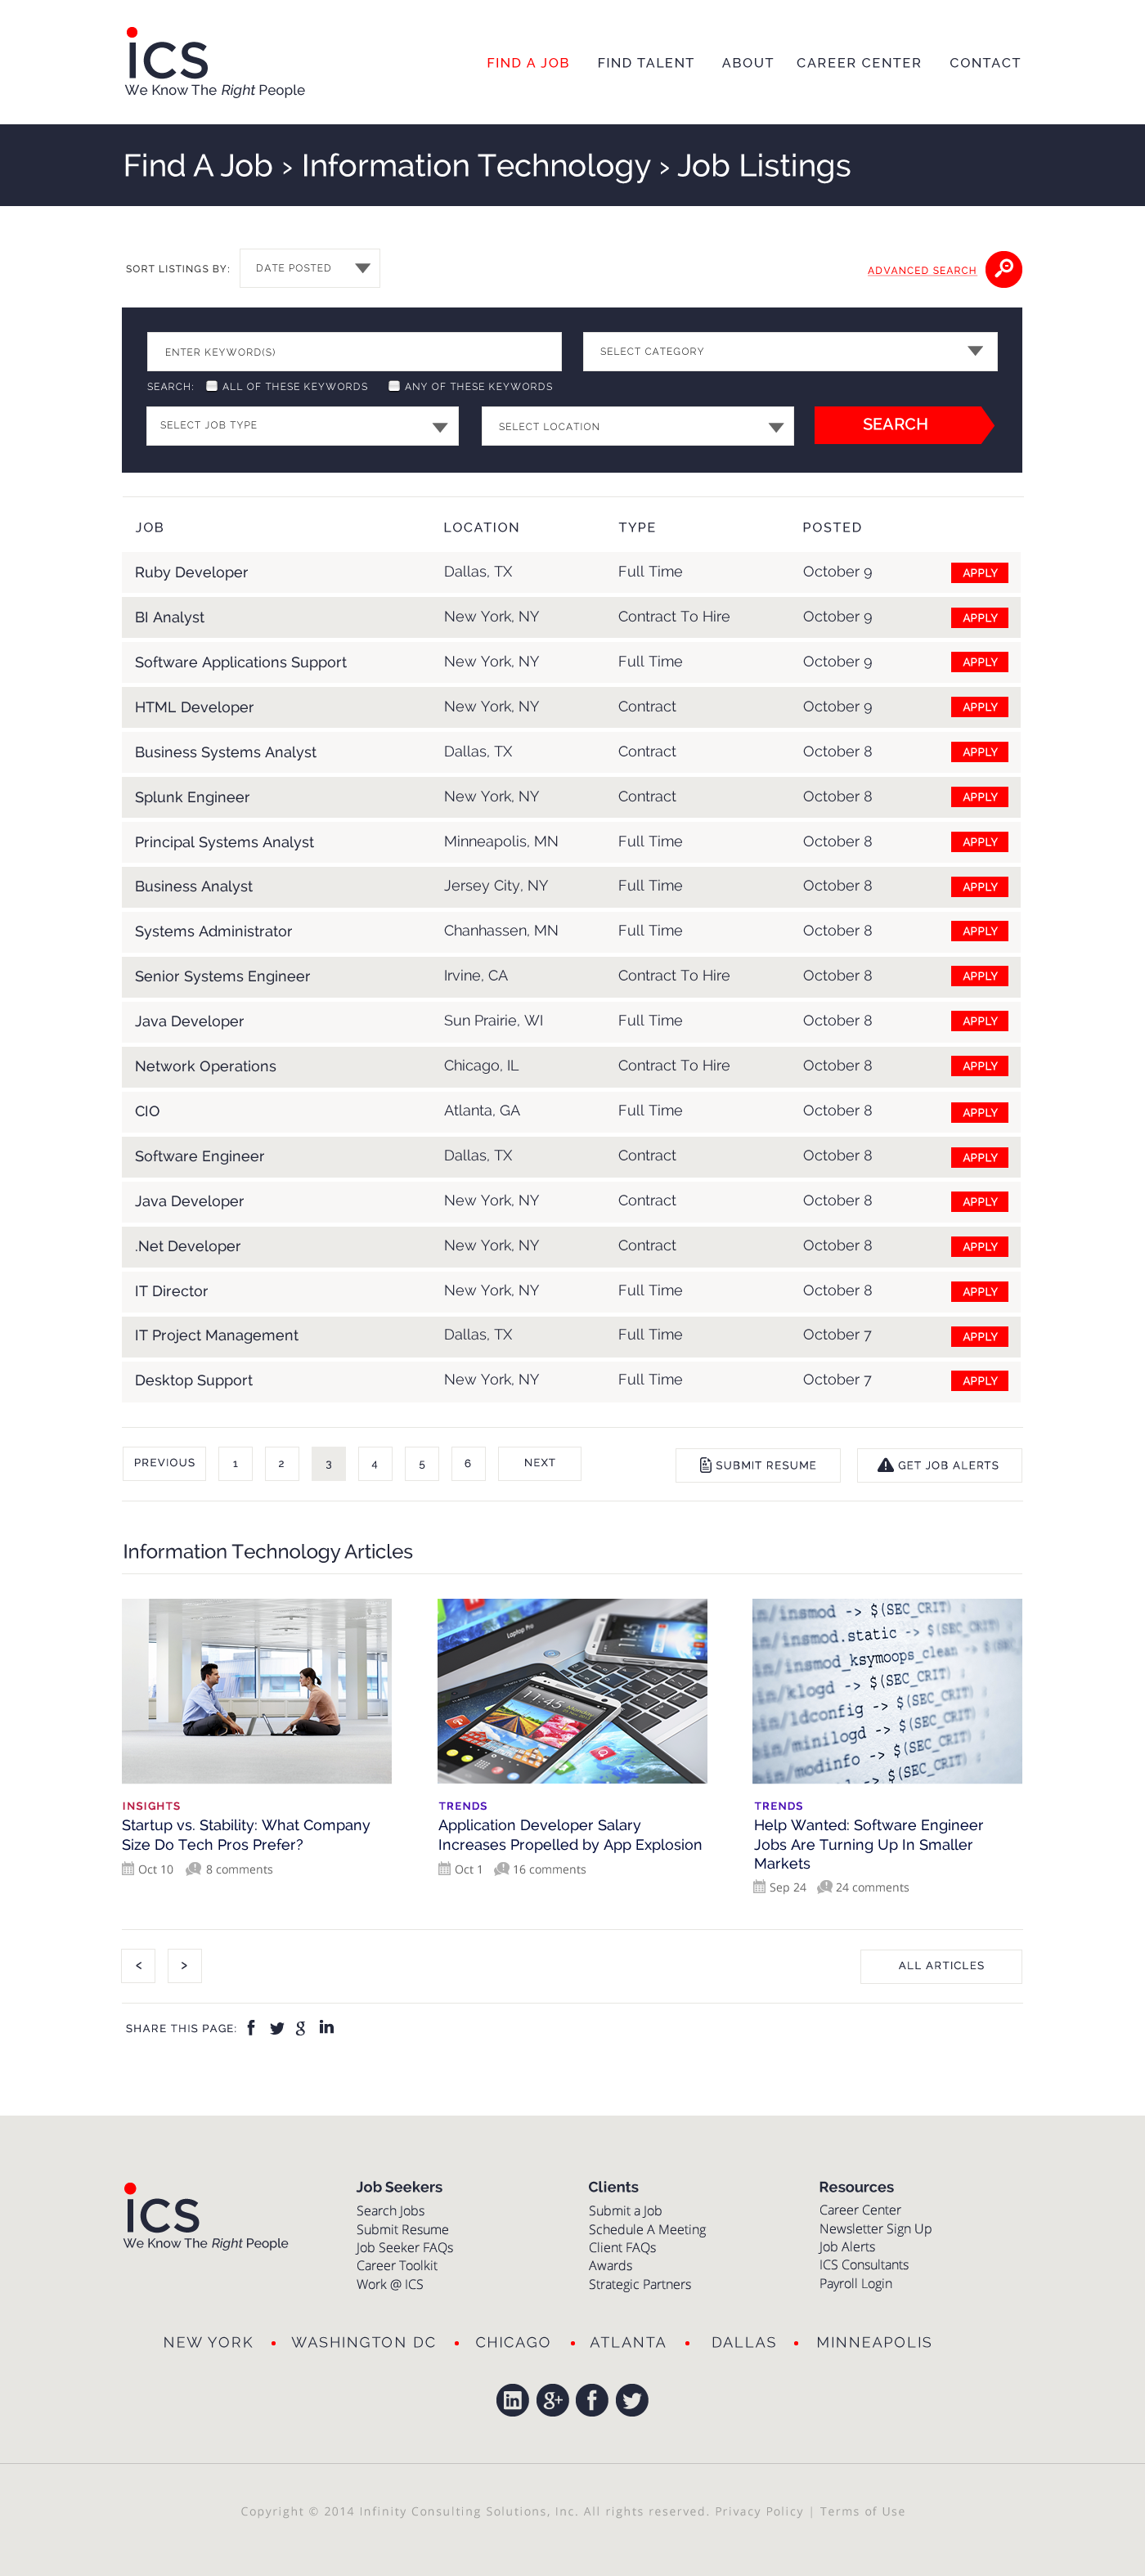 ics
We Know The Right People
FIND A JOB FIND TALENT ABOUT CAREER CENTER CONTACT
Find A Job › Information Technology › Job Listings
SORT LISTINGS BY: DATE POSTED ADVANCED SEARCH
ENTER KEYWORD(S) SELECT CATEGORY
SEARCH: ALL OF THESE KEYWORDS ANY OF THESE KEYWORDS
SELECT JOB TYPE SELECT LOCATION SEARCH
JOB LOCATION TYPE POSTED
Ruby Developer Dallas, TX Full Time October 9 APPLY
BI Analyst New York, NY Contract To Hire October 9 APPLY
Software Applications Support New York, NY Full Time October 9 APPLY
HTML Developer New York, NY Contract October 9 APPLY
Business Systems Analyst Dallas, TX Contract October 8 APPLY
Splunk Engineer New York, NY Contract October 8 APPLY
Principal Systems Analyst Minneapolis, MN Full Time October 8 APPLY
Business Analyst Jersey City, NY Full Time October 8 APPLY
Systems Administrator Chanhassen, MN Full Time October 8 APPLY
Senior Systems Engineer Irvine, CA Contract To Hire October 8 APPLY
Java Developer Sun Prairie, WI Full Time October 8 APPLY
Network Operations Chicago, IL Contract To Hire October 8 APPLY
CIO Atlanta, GA Full Time October 8 APPLY
Software Engineer Dallas, TX Contract October 8 APPLY
Java Developer New York, NY Contract October 8 APPLY
.Net Developer New York, NY Contract October 8 APPLY
IT Director New York, NY Full Time October 8 APPLY
IT Project Management Dallas, TX Full Time October 7 APPLY
Desktop Support New York, NY Full Time October 7 APPLY
PREVIOUS 1 2 3 4 5 6 NEXT SUBMIT RESUME GET JOB ALERTS
Information Technology Articles
Laptop Pro
11:45
in/insmod -> $(SEC_CRIT)
/insmod.static -> $(SEC_CRIT)
insmod_ksymoops_clean
in/klogd -> $(SEC_CRIT)
/ldconfig -> $(SEC_CRIT)
bin/minilogd -> $(SEC_CRIT)
in/modinfo -> $(SEC_CRIT)
INSIGHTS
Startup vs. Stability: What Company
Size Do Tech Pros Prefer?
Oct 10 8 comments
TRENDS
Application Developer Salary
Increases Propelled by App Explosion
Oct 1 16 comments
TRENDS
Help Wanted: Software Engineer
Jobs Are Turning Up In Smaller
Markets
Sep 24 24 comments
< > ALL ARTICLES
SHARE THIS PAGE: f g in
ics
We Know The Right People
Job Seekers
Search Jobs
Submit Resume
Job Seeker FAQs
Career Toolkit
Work @ ICS
Clients
Submit a Job
Schedule A Meeting
Client FAQs
Awards
Strategic Partners
Resources
Career Center
Newsletter Sign Up
Job Alerts
ICS Consultants
Payroll Login
NEW YORK • WASHINGTON DC • CHICAGO • ATLANTA • DALLAS • MINNEAPOLIS
in g+ f
Copyright © 2014 Infinity Consulting Solutions, Inc. All rights reserved. Privacy Policy | Terms of Use